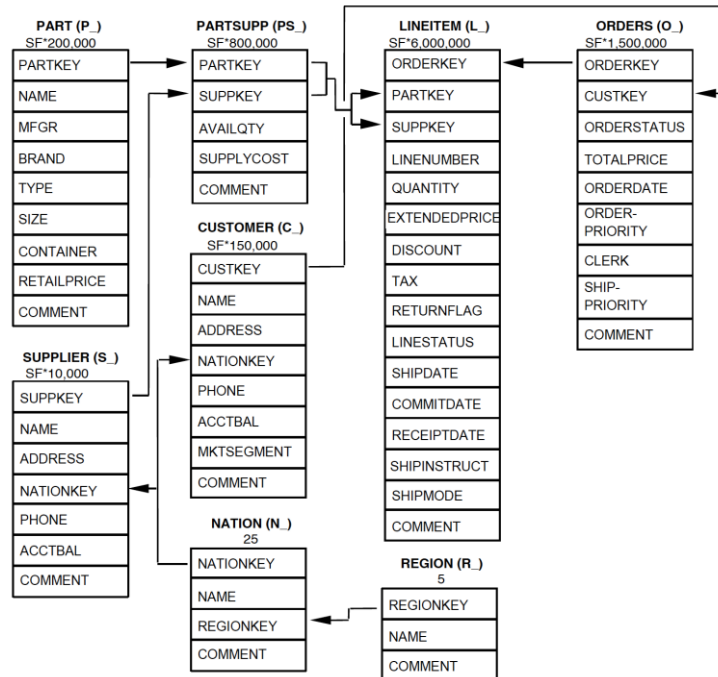 PART (P_)
SF*200,000
PARTKEY
NAME
MFGR
BRAND
TYPE
SIZE
CONTAINER
RETAILPRICE
COMMENT
SUPPLIER (S_)
SF*10,000
SUPPKEY
NAME
ADDRESS
NATIONKEY
PHONE
ACCTBAL
COMMENT
PARTSUPP (PS_)
SF*800,000
PARTKEY
SUPPKEY
AVAILQTY
SUPPLYCOST
COMMENT
CUSTOMER (C_)
SF*150,000
CUSTKEY
NAME
ADDRESS
NATIONKEY
PHONE
ACCTBAL
MKTSEGMENT
COMMENT
NATION (N_)
25
NATIONKEY
NAME
REGIONKEY
COMMENT
LINEITEM (L_)
SF*6,000,000
ORDERKEY
PARTKEY
SUPPKEY
LINENUMBER
QUANTITY
EXTENDEDPRICE
DISCOUNT
TAX
RETURNFLAG
LINESTATUS
SHIPDATE
COMMITDATE
RECEIPTDATE
SHIPINSTRUCT
SHIPMODE
COMMENT
REGION (R_)
5
REGIONKEY
NAME
COMMENT
ORDERS (O_)
SF*1,500,000
ORDERKEY
CUSTKEY
ORDERSTATUS
TOTALPRICE
ORDERDATE
ORDER-
PRIORITY
CLERK
SHIP-
PRIORITY
COMMENT